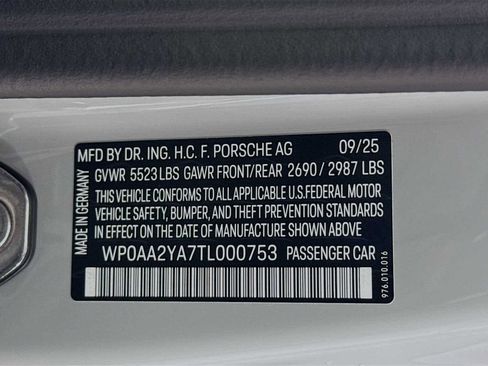 MFD BY DR. ING. H.C. F. PORSCHE AG 09/25
GVWR 5523 LBS GAWR FRONT/REAR 2690 / 2987 LBS
THIS VEHICLE CONFORMS TO ALL APPLICABLE U.S.FEDERAL MOTOR
VEHICLE SAFETY, BUMPER, AND THEFT PREVENTION STANDARDS
IN EFFECT ON THE DATE OF MANUFACTURE SHOWN ABOVE
WP0AA2YA7TL000753 PASSENGER CAR
MADE IN GERMANY
976.010.016